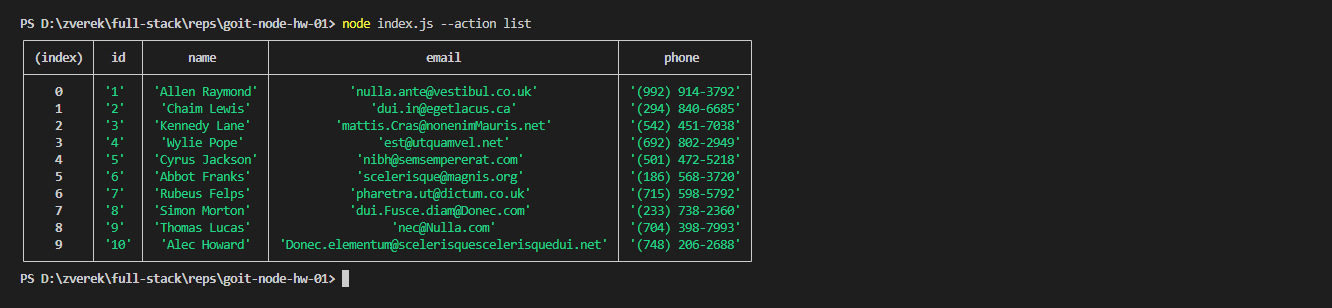 PS D:\zverek\full-stack\reps\goit-node-hw-01> node index.js --action list
(index) id name email phone
0 '1' 'Allen Raymond' 'nulla.ante@vestibul.co.uk' '(992) 914-3792'
1 '2' 'Chaim Lewis' 'dui.in@egetlacus.ca' '(294) 840-6685'
2 '3' 'Kennedy Lane' 'mattis.Cras@nonenimMauris.net' '(542) 451-7038'
3 '4' 'Wylie Pope' 'est@utquamvel.net' '(692) 802-2949'
4 '5' 'Cyrus Jackson' 'nibh@semsempererat.com' '(501) 472-5218'
5 '6' 'Abbot Franks' 'scelerisque@magnis.org' '(186) 568-3720'
6 '7' 'Rubeus Felps' 'pharetra.ut@dictum.co.uk' '(715) 598-5792'
7 '8' 'Simon Morton' 'dui.Fusce.diam@Donec.com' '(233) 738-2360'
8 '9' 'Thomas Lucas' 'nec@Nulla.com' '(704) 398-7993'
9 '10' 'Alec Howard' 'Donec.elementum@scelerisquescelerisquedui.net' '(748) 206-2688'
PS D:\zverek\full-stack\reps\goit-node-hw-01>